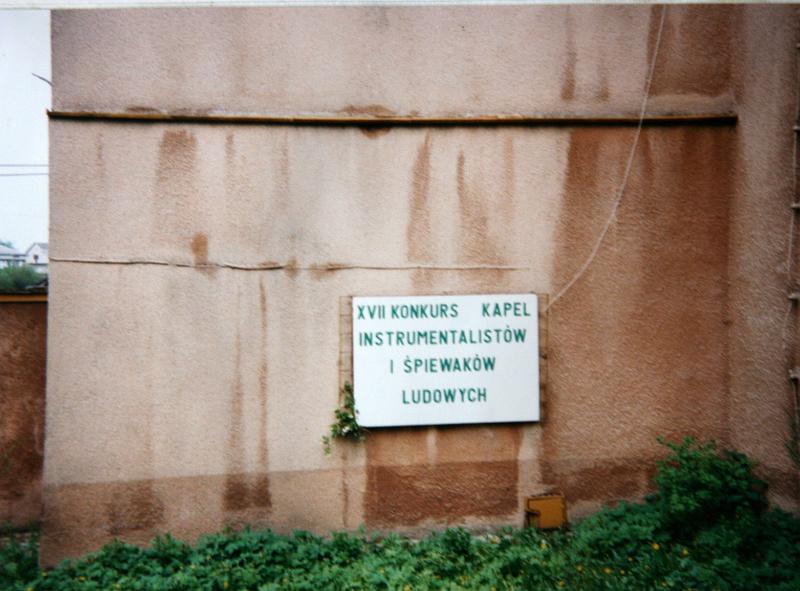 XVII KONKURS KAPEL
INSTRUMENTALISTÓW
I ŚPIEWAKÓW
LUDOWYCH